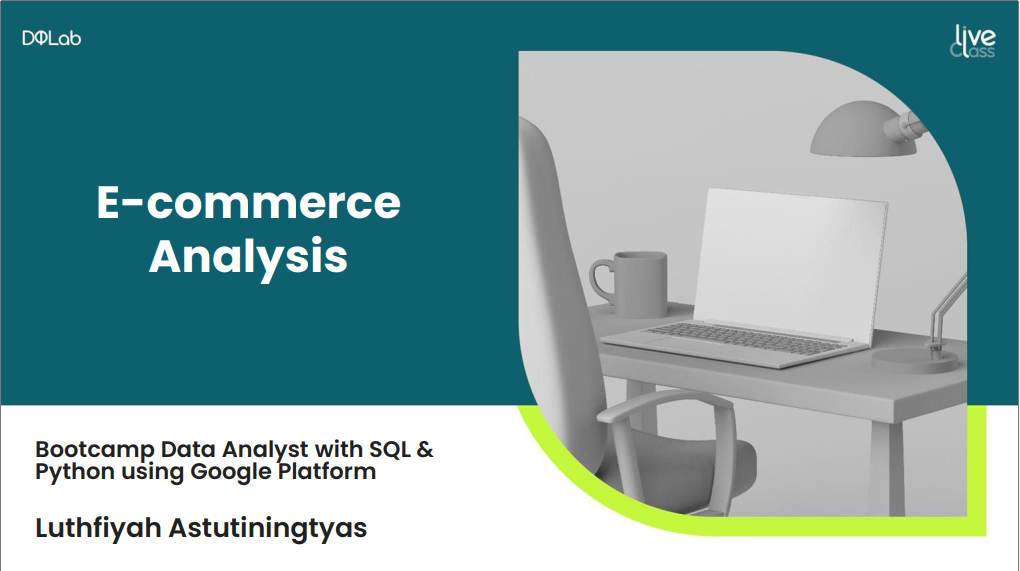 DQLab
live
Class
E-commerce
Analysis
Bootcamp Data Analyst with SQL &
Python using Google Platform
Luthfiyah Astutiningtyas